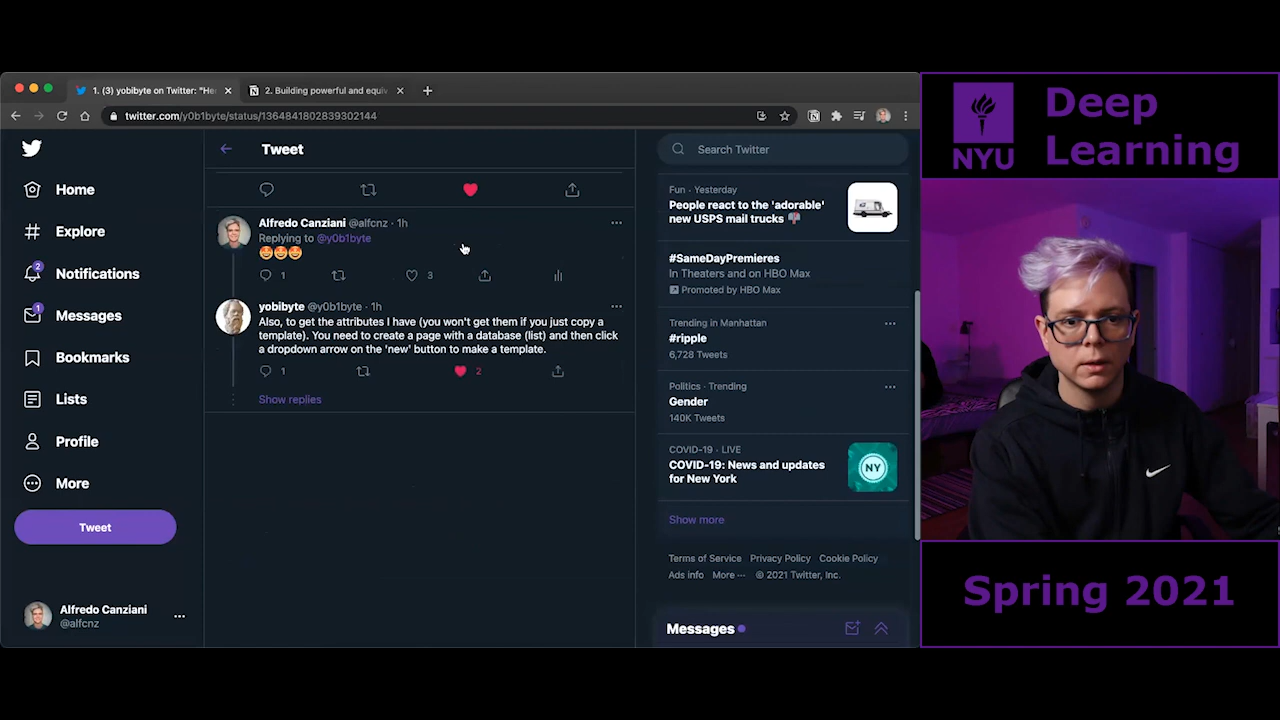 1. (3) yobibyte on Twitter: "He
2. Building powerful and equiv
twitter.com/y0b1byte/status/1364841802839302144
Home
Explore
2
Notifications
1
Messages
Bookmarks
Lists
Profile
More
Tweet
Alfredo Canziani
@alfcnz
Tweet
Alfredo Canziani @alfcnz · 1h
Replying to @y0b1byte
🤩🤩🤩
1
3
yobibyte @y0b1byte · 1h
Also, to get the attributes I have (you won't get them if you just copy a
template). You need to create a page with a database (list) and then click
a dropdown arrow on the 'new' button to make a template.
1
2
Show replies
Search Twitter
Fun · Yesterday
People react to the 'adorable'
new USPS mail trucks 📬
#SameDayPremieres
In Theaters and on HBO Max
Promoted by HBO Max
Trending in Manhattan
#ripple
6,728 Tweets
Politics · Trending
Gender
140K Tweets
COVID-19 · LIVE
COVID-19: News and updates
for New York
NY
Show more
Terms of Service Privacy Policy Cookie Policy
Ads info More ··· © 2021 Twitter, Inc.
Messages
NYU
Deep
Learning
Spring 2021